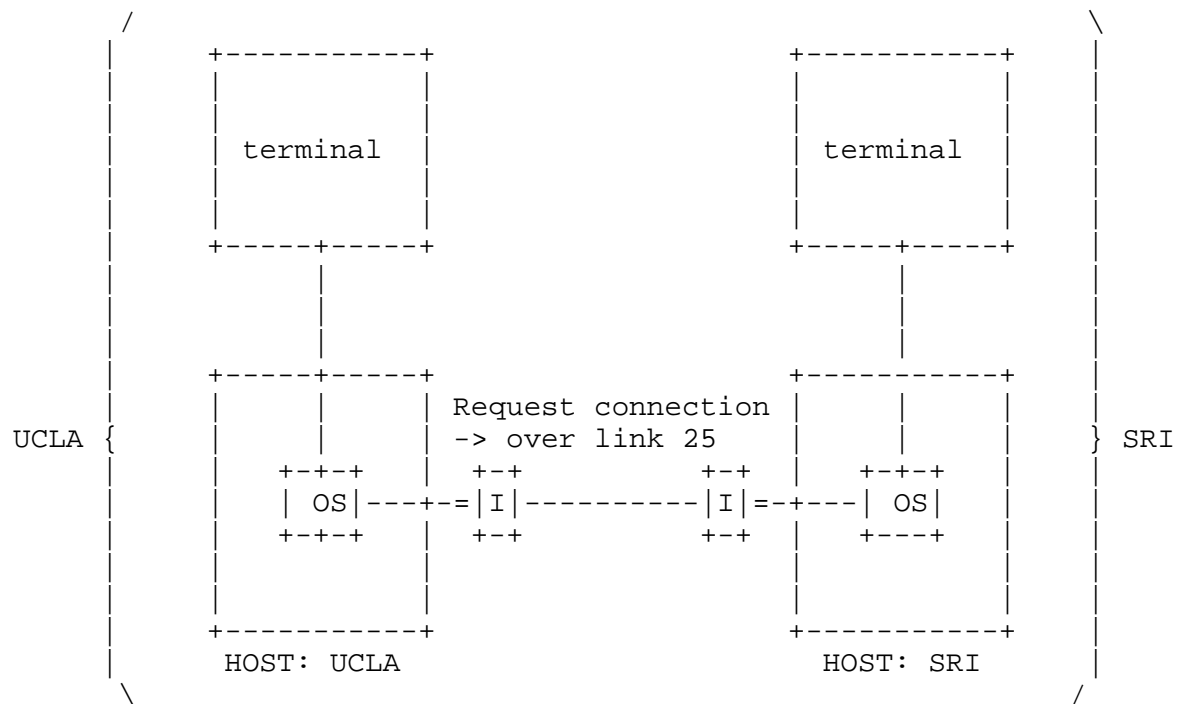 terminal terminal
Request connection
UCLA -> over link 25 SRI
OS I I OS
HOST: UCLA HOST: SRI